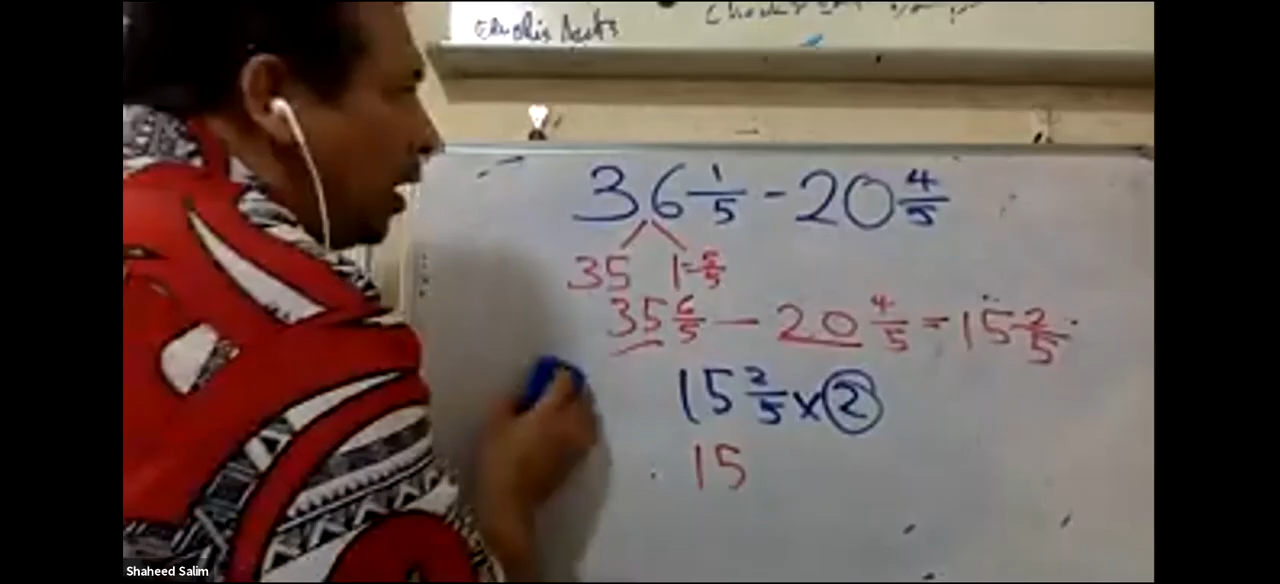 36 1/5 - 20 4/5
35 1 = 5/5
35 6/5 - 20 4/5 = 15 2/5
15 2/5 x 2
15
Shaheed Salim